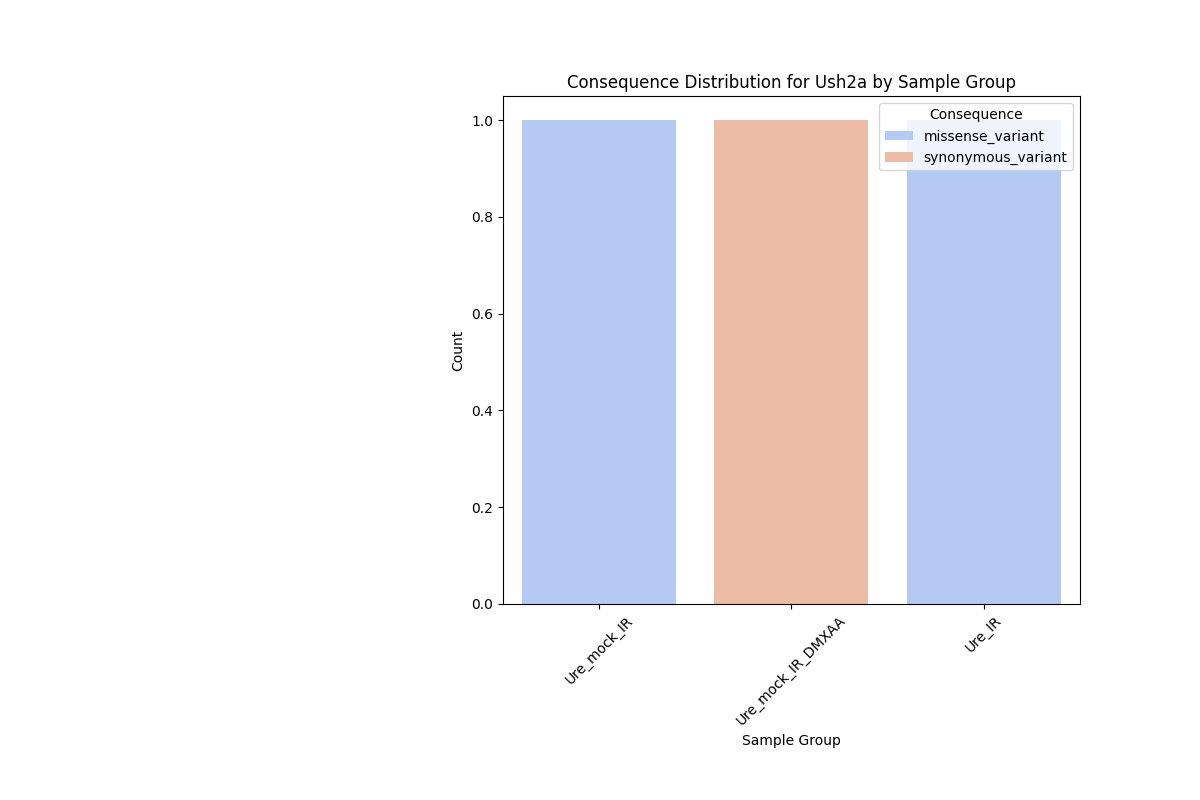 Consequence Distribution for Ush2a by Sample Group
Consequence
missense_variant
synonymous_variant
1.0
0.8
0.6
0.4
0.2
0.0
Count
Ure_mock_IR
Ure_mock_IR_DMXAA
Ure_IR
Sample Group